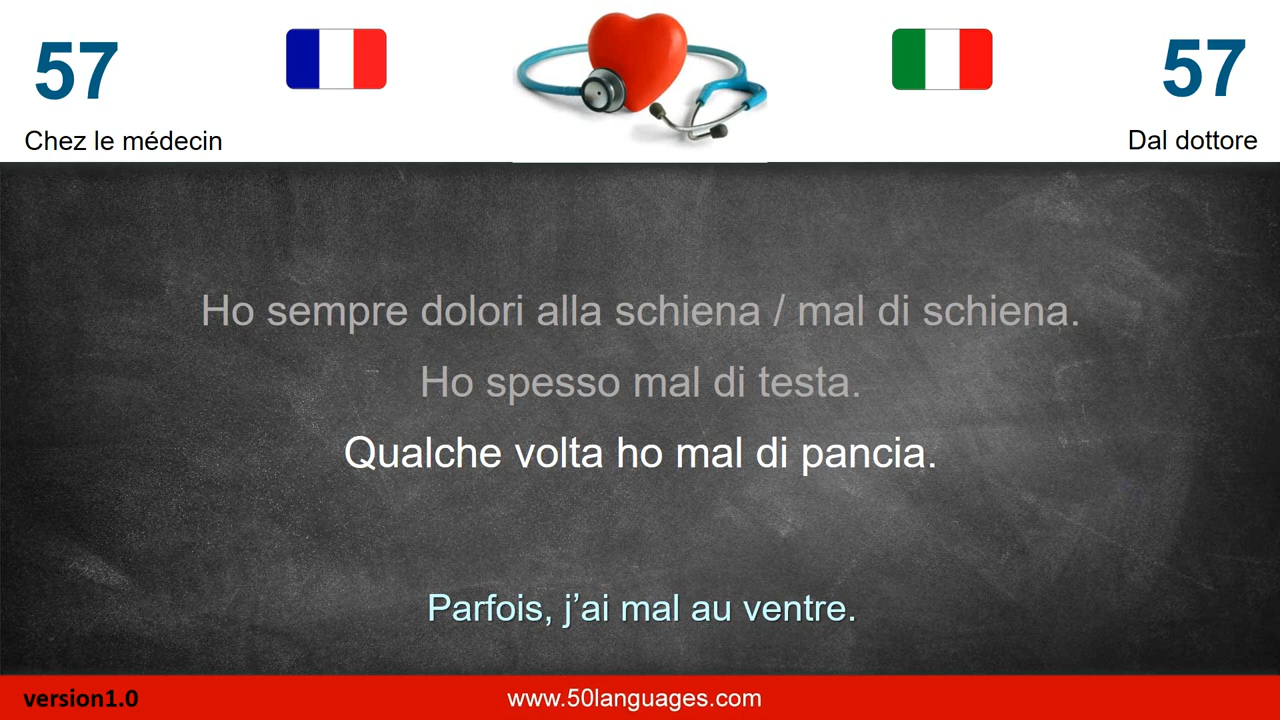 57
57
Chez le médecin
Dal dottore
Ho sempre dolori alla schiena / mal di schiena.
Ho spesso mal di testa.
Qualche volta ho mal di pancia.
Parfois, j’ai mal au ventre.
version1.0
www.50languages.com